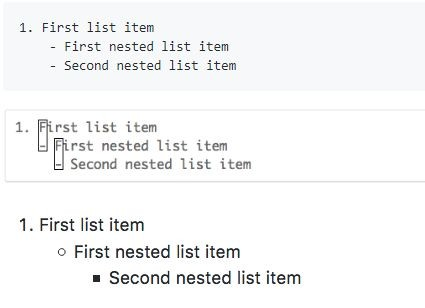 1. First list item
- First nested list item
- Second nested list item
1. First list item
- First nested list item
- Second nested list item
1. First list item
○ First nested list item
■ Second nested list item